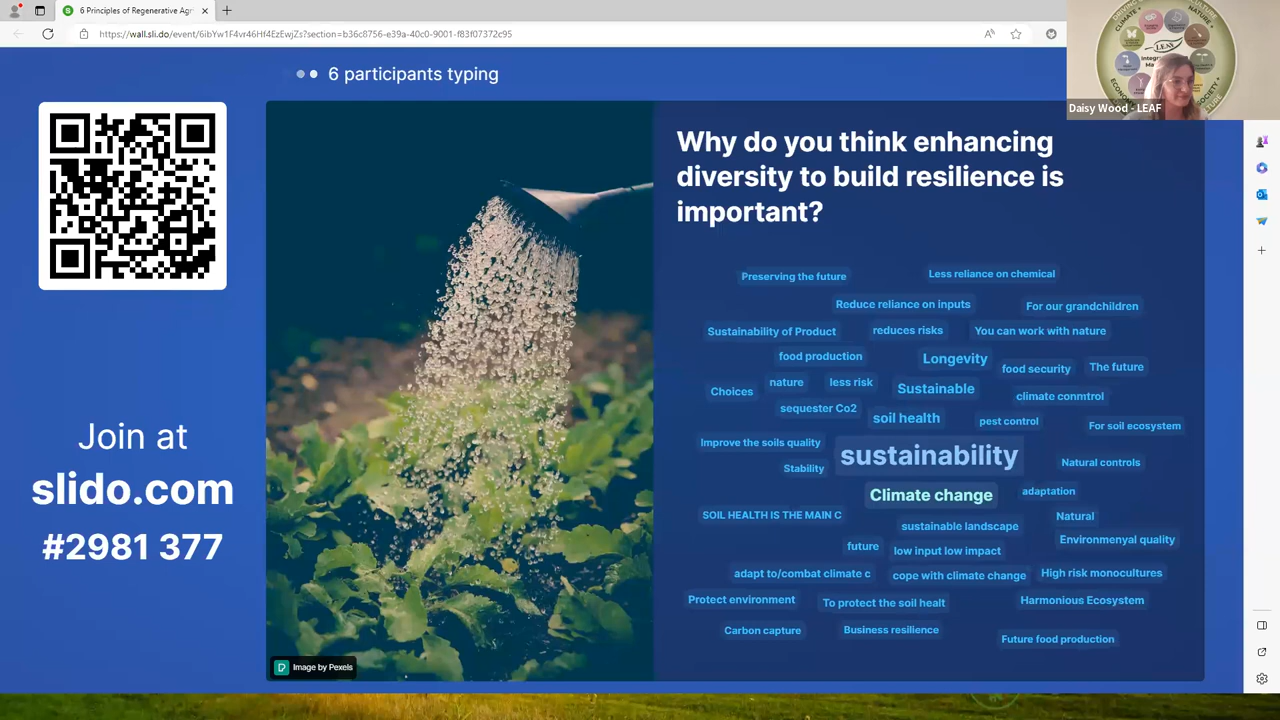 6 Principles of Regenerative Agr
https://wall.sli.do/event/6ibYw1F4vr46Hf4EzEwjZs?section=b36c8756-e39a-40c0-9001-f83f07372c95
6 participants typing
CLIMATE
NATURE
ECONOMY
SOCIETY
LEAF
Daisy Wood - LEAF
Why do you think enhancing
diversity to build resilience is
important?
Preserving the future
Less reliance on chemical
Reduce reliance on inputs
For our grandchildren
Sustainability of Product
reduces risks
You can work with nature
food production
Longevity
food security
The future
Choices
nature
less risk
Sustainable
climate conmtrol
sequester Co2
soil health
pest control
For soil ecosystem
Improve the soils quality
sustainability
Stability
Natural controls
Climate change
adaptation
SOIL HEALTH IS THE MAIN C
Natural
sustainable landscape
Environmenyal quality
future
low input low impact
adapt to/combat climate c
cope with climate change
High risk monocultures
Protect environment
To protect the soil healt
Harmonious Ecosystem
Carbon capture
Business resilience
Future food production
Join at
slido.com
#2981 377
Image by Pexels